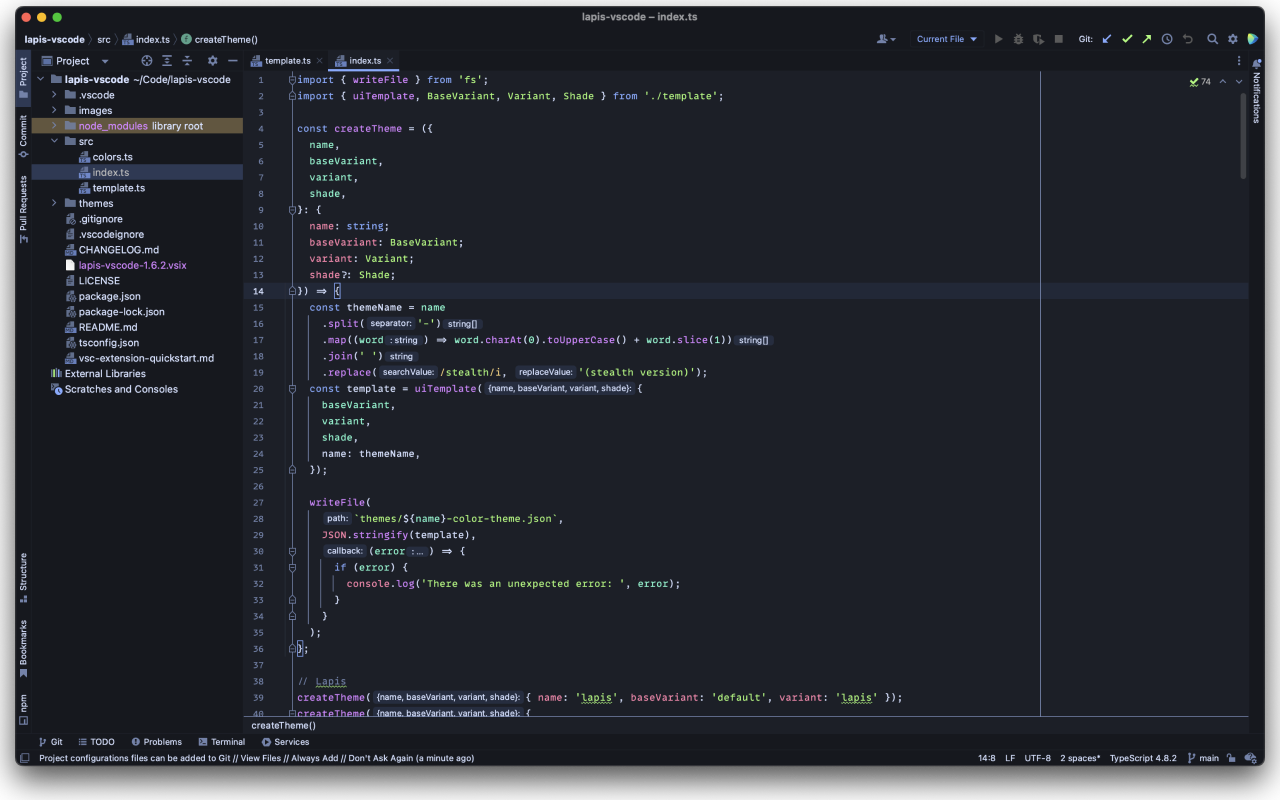 lapis-vscode – index.ts
lapis-vscode 〉 src 〉 index.ts 〉 createTheme()
Current File
Git:
Project
template.ts
index.ts
Project
Commit
Pull Requests
Structure
Bookmarks
npm
Notifications
lapis-vscode ~/Code/lapis-vscode
.vscode
images
node_modules library root
src
colors.ts
index.ts
template.ts
themes
.gitignore
.vscodeignore
CHANGELOG.md
lapis-vscode-1.6.2.vsix
LICENSE
package.json
package-lock.json
README.md
tsconfig.json
vsc-extension-quickstart.md
External Libraries
Scratches and Consoles
74
1 import { writeFile } from 'fs';
2 import { uiTemplate, BaseVariant, Variant, Shade } from './template';
3
4 const createTheme = ({
5 name,
6 baseVariant,
7 variant,
8 shade,
9 }: {
10 name: string;
11 baseVariant: BaseVariant;
12 variant: Variant;
13 shade?: Shade;
14 }) ⇒ {
15 const themeName = name
16 .split( separator: '-') string[]
17 .map((word : string ) ⇒ word.charAt(0).toUpperCase() + word.slice(1)) string[]
18 .join(' ') string
19 .replace( searchValue: /stealth/i, replaceValue: '(stealth version)');
20 const template = uiTemplate( {name, baseVariant, variant, shade}: {
21 baseVariant,
22 variant,
23 shade,
24 name: themeName,
25 });
26
27 writeFile(
28 path: `themes/${name}-color-theme.json`,
29 JSON.stringify(template),
30 callback: (error : … ) ⇒ {
31 if (error) {
32 console.log('There was an unexpected error: ', error);
33 }
34 }
35 );
36 };
37
38 // Lapis
39 createTheme( {name, baseVariant, variant, shade}: { name: 'lapis', baseVariant: 'default', variant: 'lapis' });
40 createTheme( {name, baseVariant, variant, shade}: {
createTheme()
Git
TODO
Problems
Terminal
Services
Project configurations files can be added to Git // View Files // Always Add // Don't Ask Again (a minute ago)
14:8 LF UTF-8 2 spaces* TypeScript 4.8.2 main